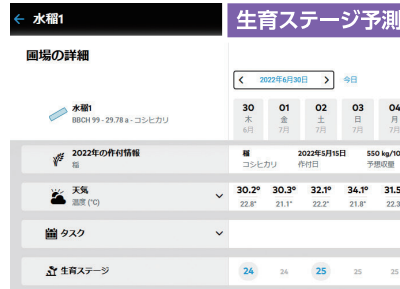 ← 水稲1
生育ステージ予測
圃場の詳細
< 2022年6月30日 > 今日
水稲1
BBCH 99 - 29.78 a - コシヒカリ
30 01 02 03 04
木 金 土 日 月
6月 7月 7月 7月 7月
2022年の作付情報
稲
稲 2022年5月15日 550 kg/10
コシヒカリ 作付日 予想収量
天気
温度 (°C)
30.2° 30.3° 32.1° 34.1° 31.5
22.8° 21.1° 22.2° 21.8° 22.3
タスク
生育ステージ
24 24 25 25 25